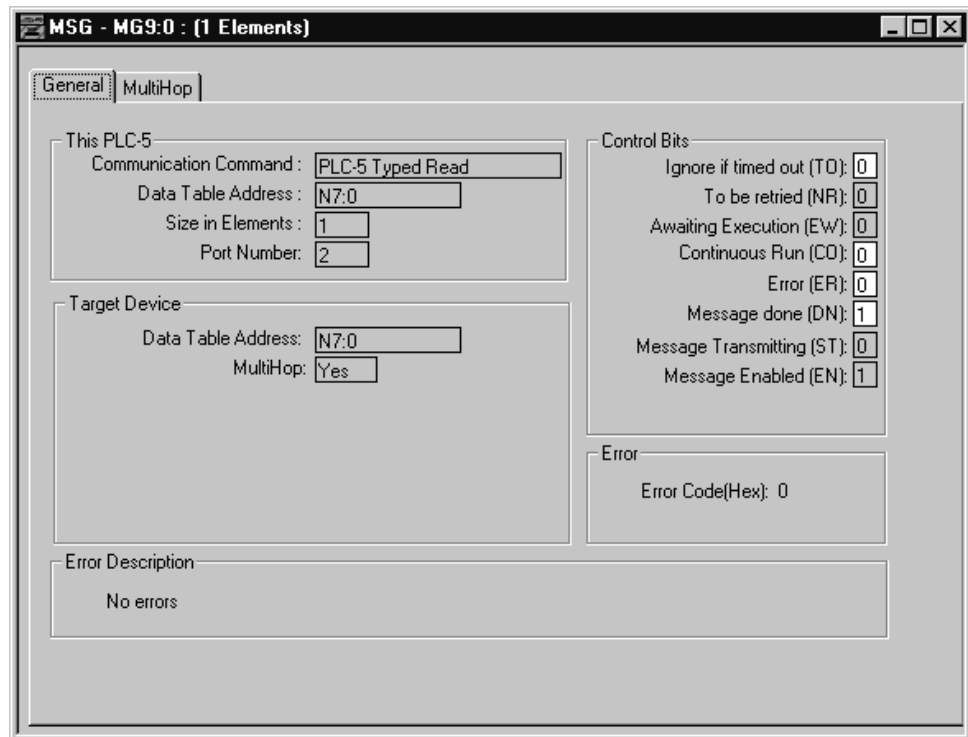 MSG - MG9:0 : (1 Elements)
General
MultiHop
This PLC-5
Communication Command : PLC-5 Typed Read
Data Table Address : N7:0
Size in Elements : 1
Port Number: 2
Target Device
Data Table Address: N7:0
MultiHop: Yes
Control Bits
Ignore if timed out (TO): 0
To be retried (NR): 0
Awaiting Execution (EW): 0
Continuous Run (CO): 0
Error (ER): 0
Message done (DN): 1
Message Transmitting (ST): 0
Message Enabled (EN): 1
Error
Error Code(Hex): 0
Error Description
No errors